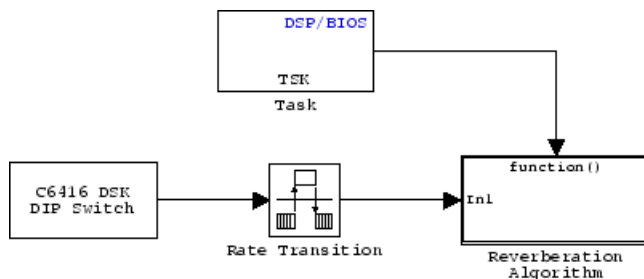 DSP/BIOS
TSK
Task
C6416 DSK
DIP Switch
Rate Transition
function()
In1
Reverberation
Algorithm